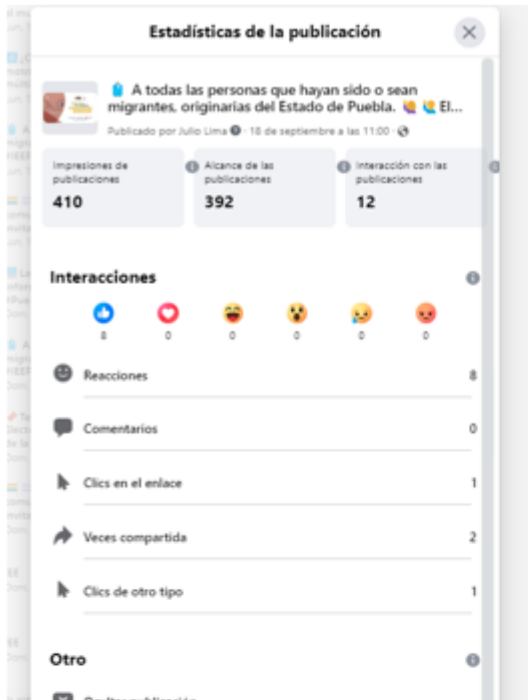 Estadísticas de la publicación
A todas las personas que hayan sido o sean
migrantes, originarias del Estado de Puebla. El...
Publicado por Julio Lima · 18 de septiembre a las 11:00 ·
Impresiones de
publicaciones
410
Alcance de las
publicaciones
392
Interacción con las
publicaciones
12
Interacciones
8
0
0
0
0
0
Reacciones 8
Comentarios 0
Clics en el enlace 1
Veces compartida 2
Clics de otro tipo 1
Otro